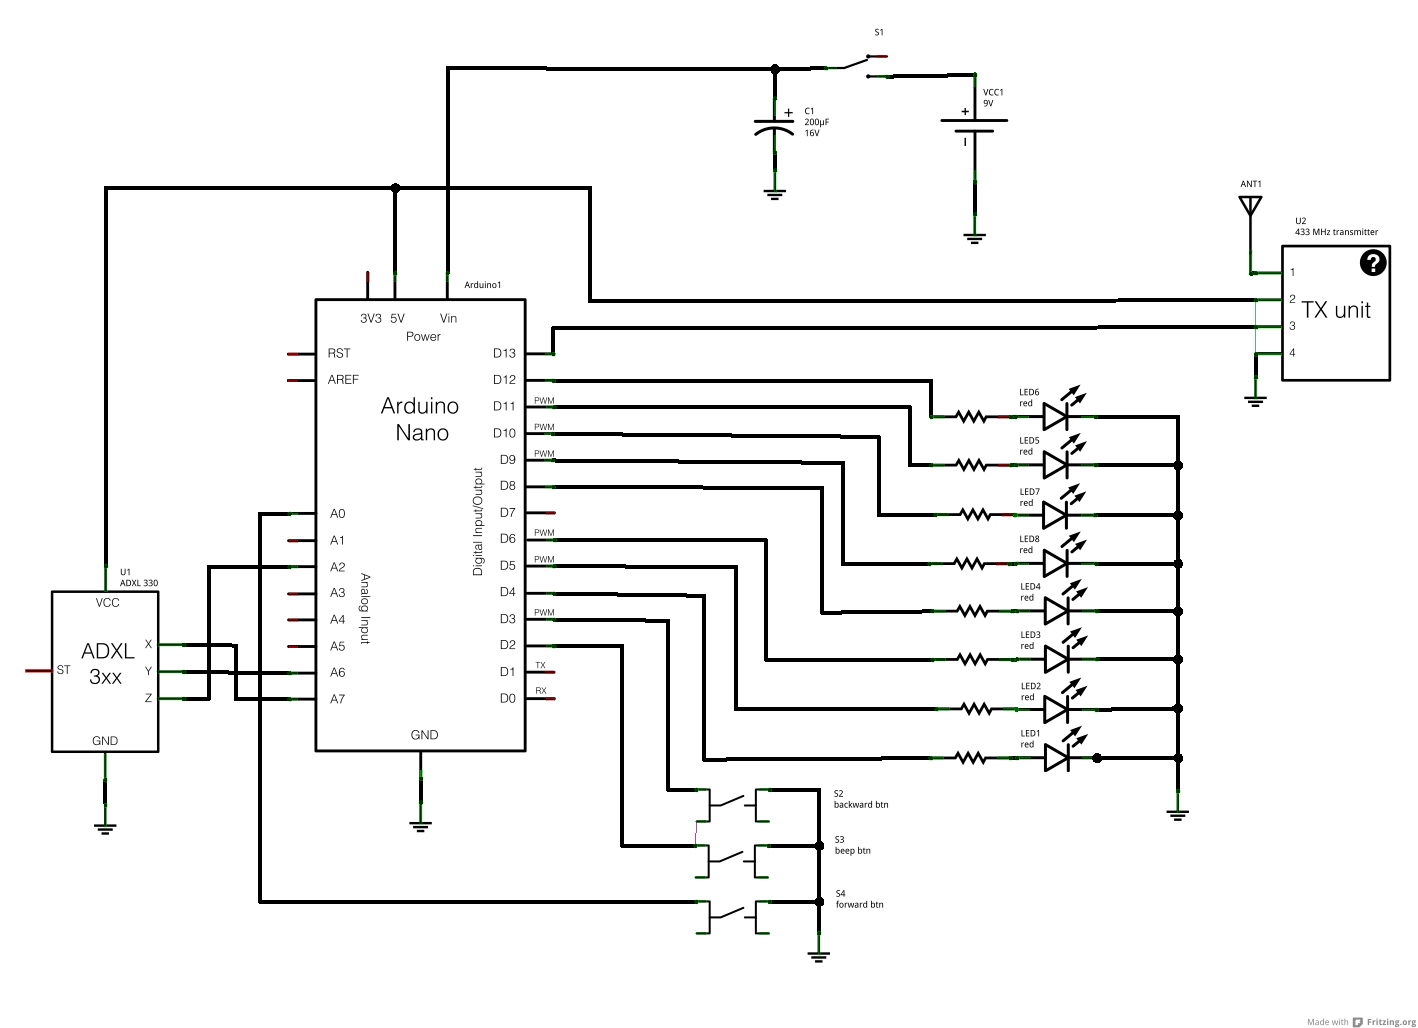 S1
VCC1
9V
+
C1
200µF
16V
+
ANT1
U2
433 MHz transmitter
?
TX unit
1
2
3
4
Arduino1
3V3 5V Vin
Power
Arduino
Nano
RST
AREF
A0
A1
A2
A3
A4
A5
A6
A7
Analog Input
Digital Input/Output
D13
D12
D11 PWM
D10 PWM
D9 PWM
D8
D7
D6 PWM
D5 PWM
D4
D3 PWM
D2
D1 TX
D0 RX
GND
U1
ADXL 330
VCC
ADXL
3xx
ST
X
Y
Z
GND
LED6
red
LED5
red
LED7
red
LED8
red
LED4
red
LED3
red
LED2
red
LED1
red
S2
backward btn
S3
beep btn
S4
forward btn
Made with Fritzing.org